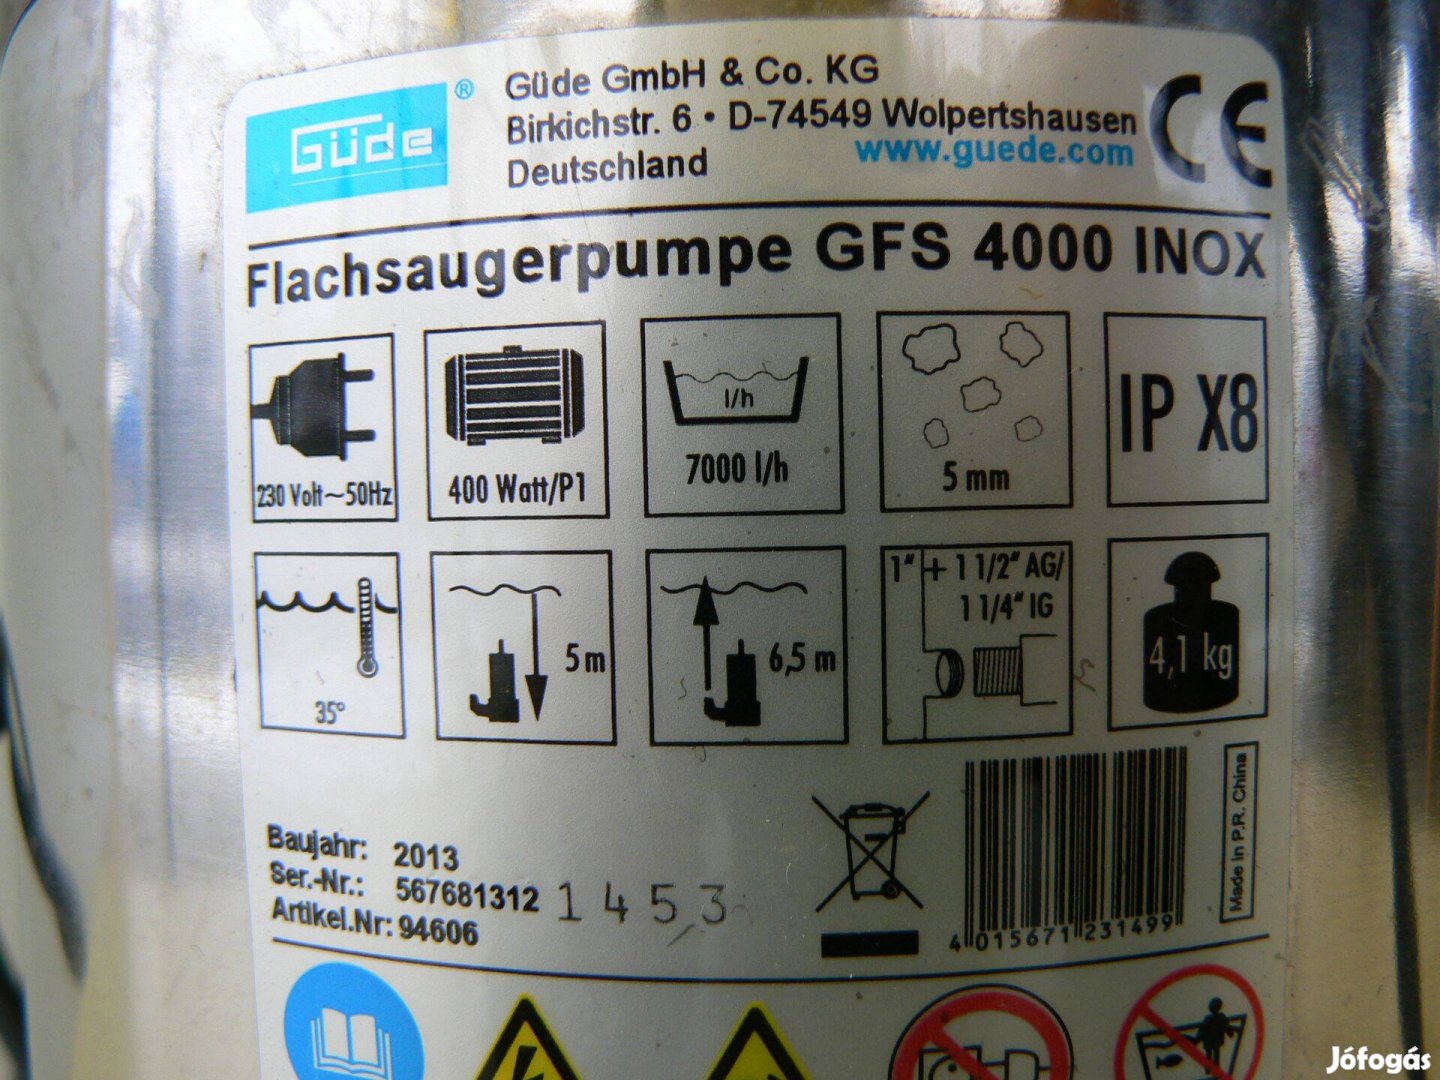 Güde
®
Güde GmbH & Co. KG
Birkichstr. 6 • D-74549 Wolpertshausen
Deutschland
www.guede.com
CE
Flachsaugerpumpe GFS 4000 INOX
230 Volt~50Hz
400 Watt/P1
l/h
7000 l/h
5 mm
IP X8
35°
5 m
6,5 m
1" + 1 1/2" AG/
1 1/4" IG
4,1 kg
Baujahr: 2013
Ser.-Nr.: 567681312 1453
Artikel.Nr: 94606
4 015671 231499
Made in P.R. China
Jófogás